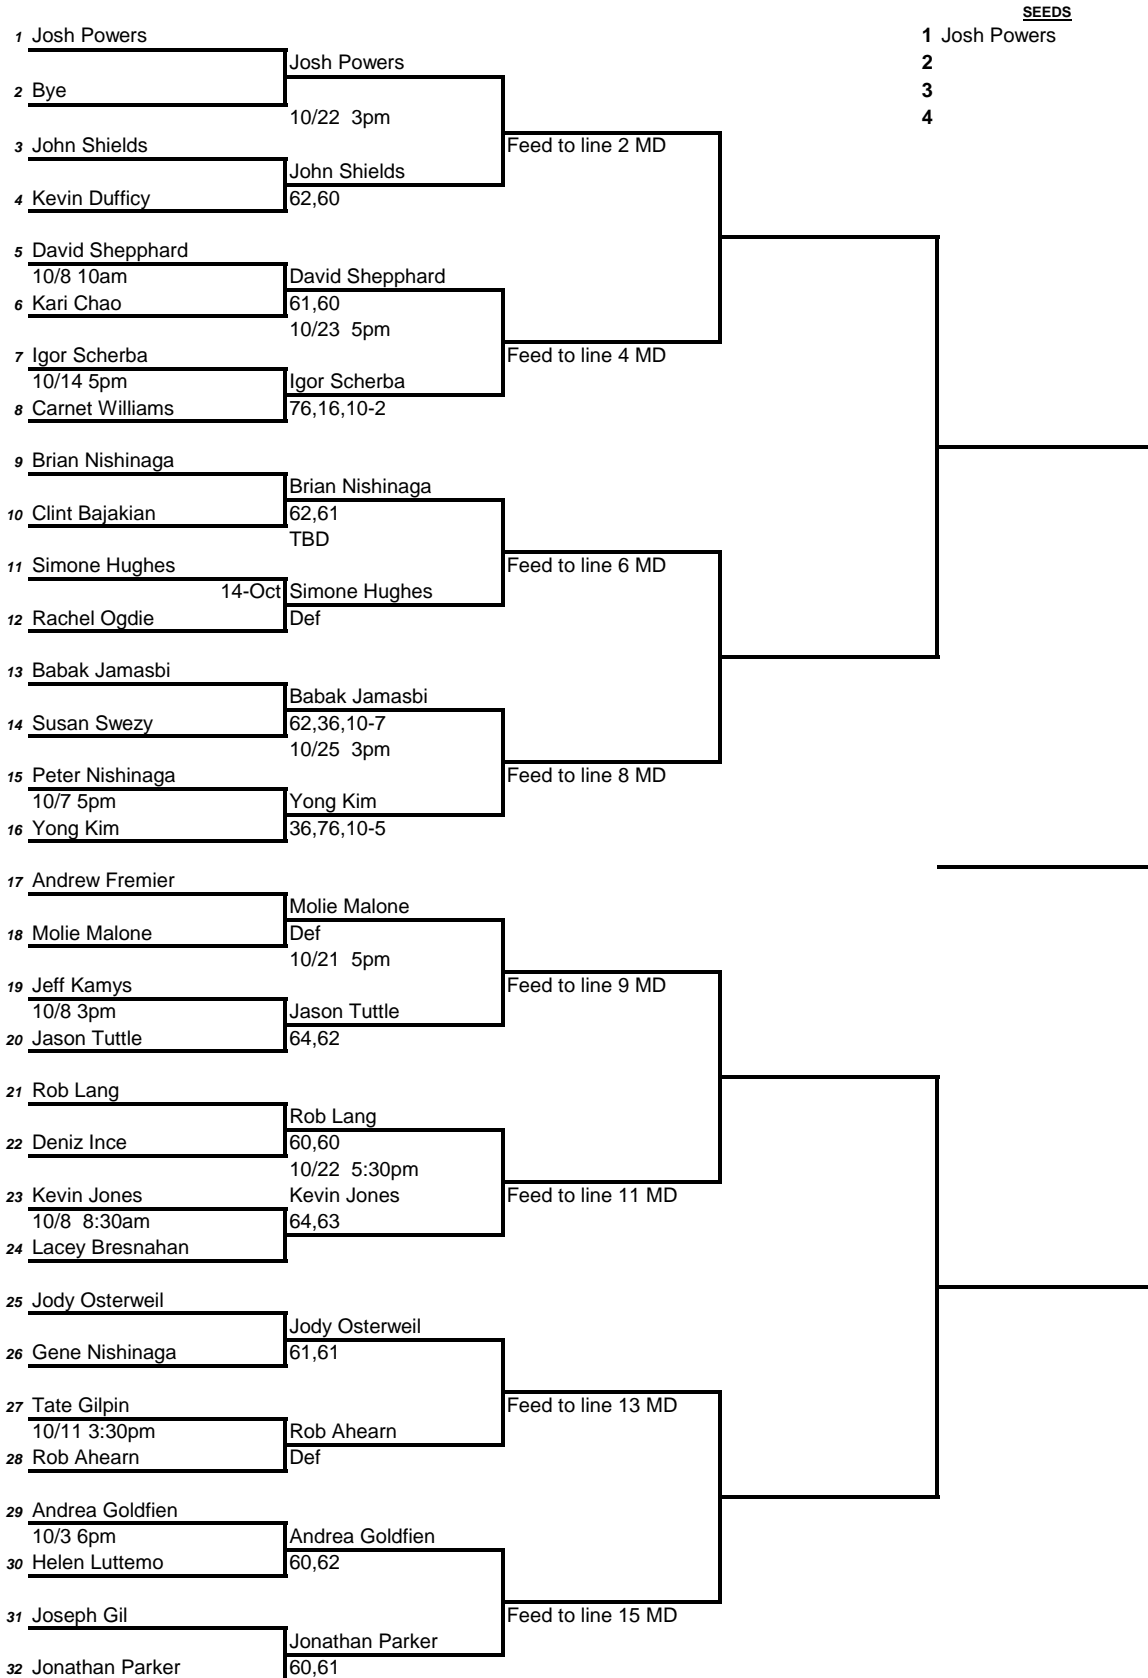 SEEDS
1 Josh Powers
1 Josh Powers
Josh Powers
2
2 Bye
3
10/22 3pm
4
3 John Shields
Feed to line 2 MD
John Shields
4 Kevin Dufficy
62,60
5 David Shepphard
10/8 10am
David Shepphard
6 Kari Chao
61,60
10/23 5pm
7 Igor Scherba
Feed to line 4 MD
10/14 5pm
Igor Scherba
8 Carnet Williams
76,16,10-2
9 Brian Nishinaga
Brian Nishinaga
10 Clint Bajakian
62,61
TBD
11 Simone Hughes
Feed to line 6 MD
14-Oct
Simone Hughes
12 Rachel Ogdie
Def
13 Babak Jamasbi
Babak Jamasbi
14 Susan Swezy
62,36,10-7
10/25 3pm
15 Peter Nishinaga
Feed to line 8 MD
10/7 5pm
Yong Kim
16 Yong Kim
36,76,10-5
17 Andrew Fremier
Molie Malone
18 Molie Malone
Def
10/21 5pm
19 Jeff Kamys
Feed to line 9 MD
10/8 3pm
Jason Tuttle
20 Jason Tuttle
64,62
21 Rob Lang
Rob Lang
22 Deniz Ince
60,60
10/22 5:30pm
23 Kevin Jones
Kevin Jones
Feed to line 11 MD
10/8 8:30am
64,63
24 Lacey Bresnahan
25 Jody Osterweil
Jody Osterweil
26 Gene Nishinaga
61,61
27 Tate Gilpin
Feed to line 13 MD
10/11 3:30pm
Rob Ahearn
28 Rob Ahearn
Def
29 Andrea Goldfien
10/3 6pm
Andrea Goldfien
30 Helen Luttemo
60,62
31 Joseph Gil
Feed to line 15 MD
Jonathan Parker
32 Jonathan Parker
60,61